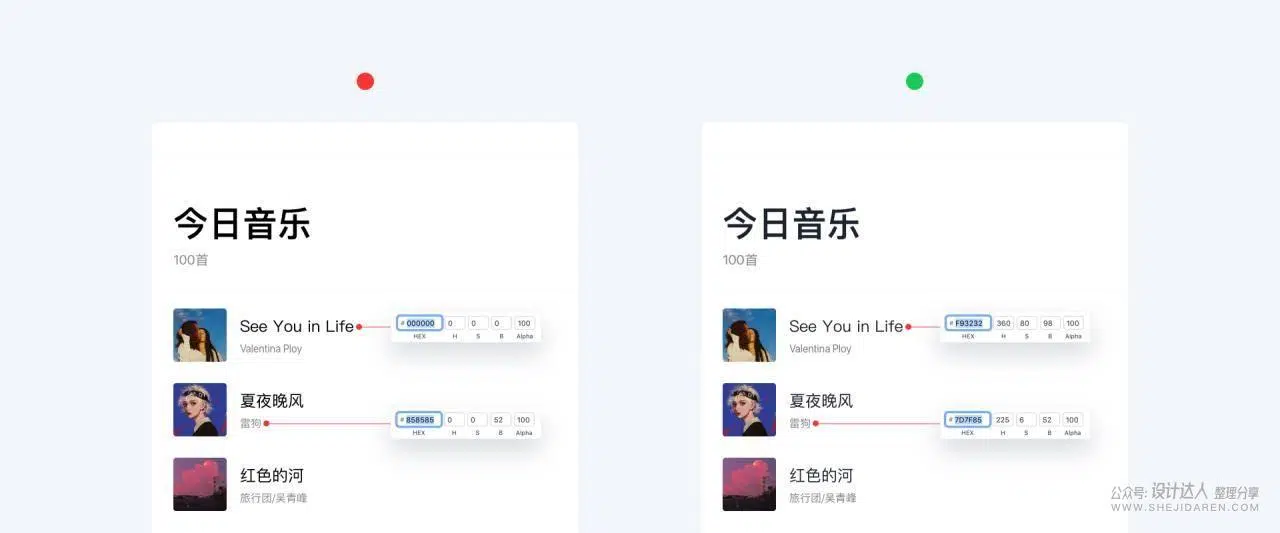 今日音乐
100首
See You in Life
# 000000 0 0 0 100
HEX H S B Alpha
Valentina Ploy
夏夜晚风
# 858585 0 0 52 100
HEX H S B Alpha
雷狗
红色的河
旅行团/吴青峰
今日音乐
100首
See You in Life
# F93232 360 80 98 100
HEX H S B Alpha
Valentina Ploy
夏夜晚风
# 7D7F85 225 6 52 100
HEX H S B Alpha
雷狗
红色的河
旅行团/吴青峰
公众号: 设计达人 整理分享
WWW.SHEJIDAREN.COM